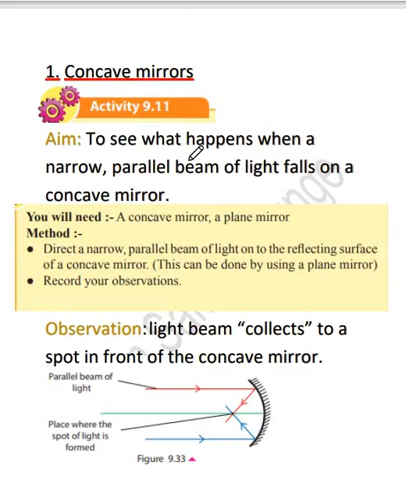 1. Concave mirrors
Activity 9.11
Aim: To see what happens when a
narrow, parallel beam of light falls on a
concave mirror.
You will need :- A concave mirror, a plane mirror
Method :-
● Direct a narrow, parallel beam of light on to the reflecting surface
of a concave mirror. (This can be done by using a plane mirror)
● Record your observations.
Observation:light beam “collects” to a
spot in front of the concave mirror.
Parallel beam of
light
Place where the
spot of light is
formed
Figure 9.33